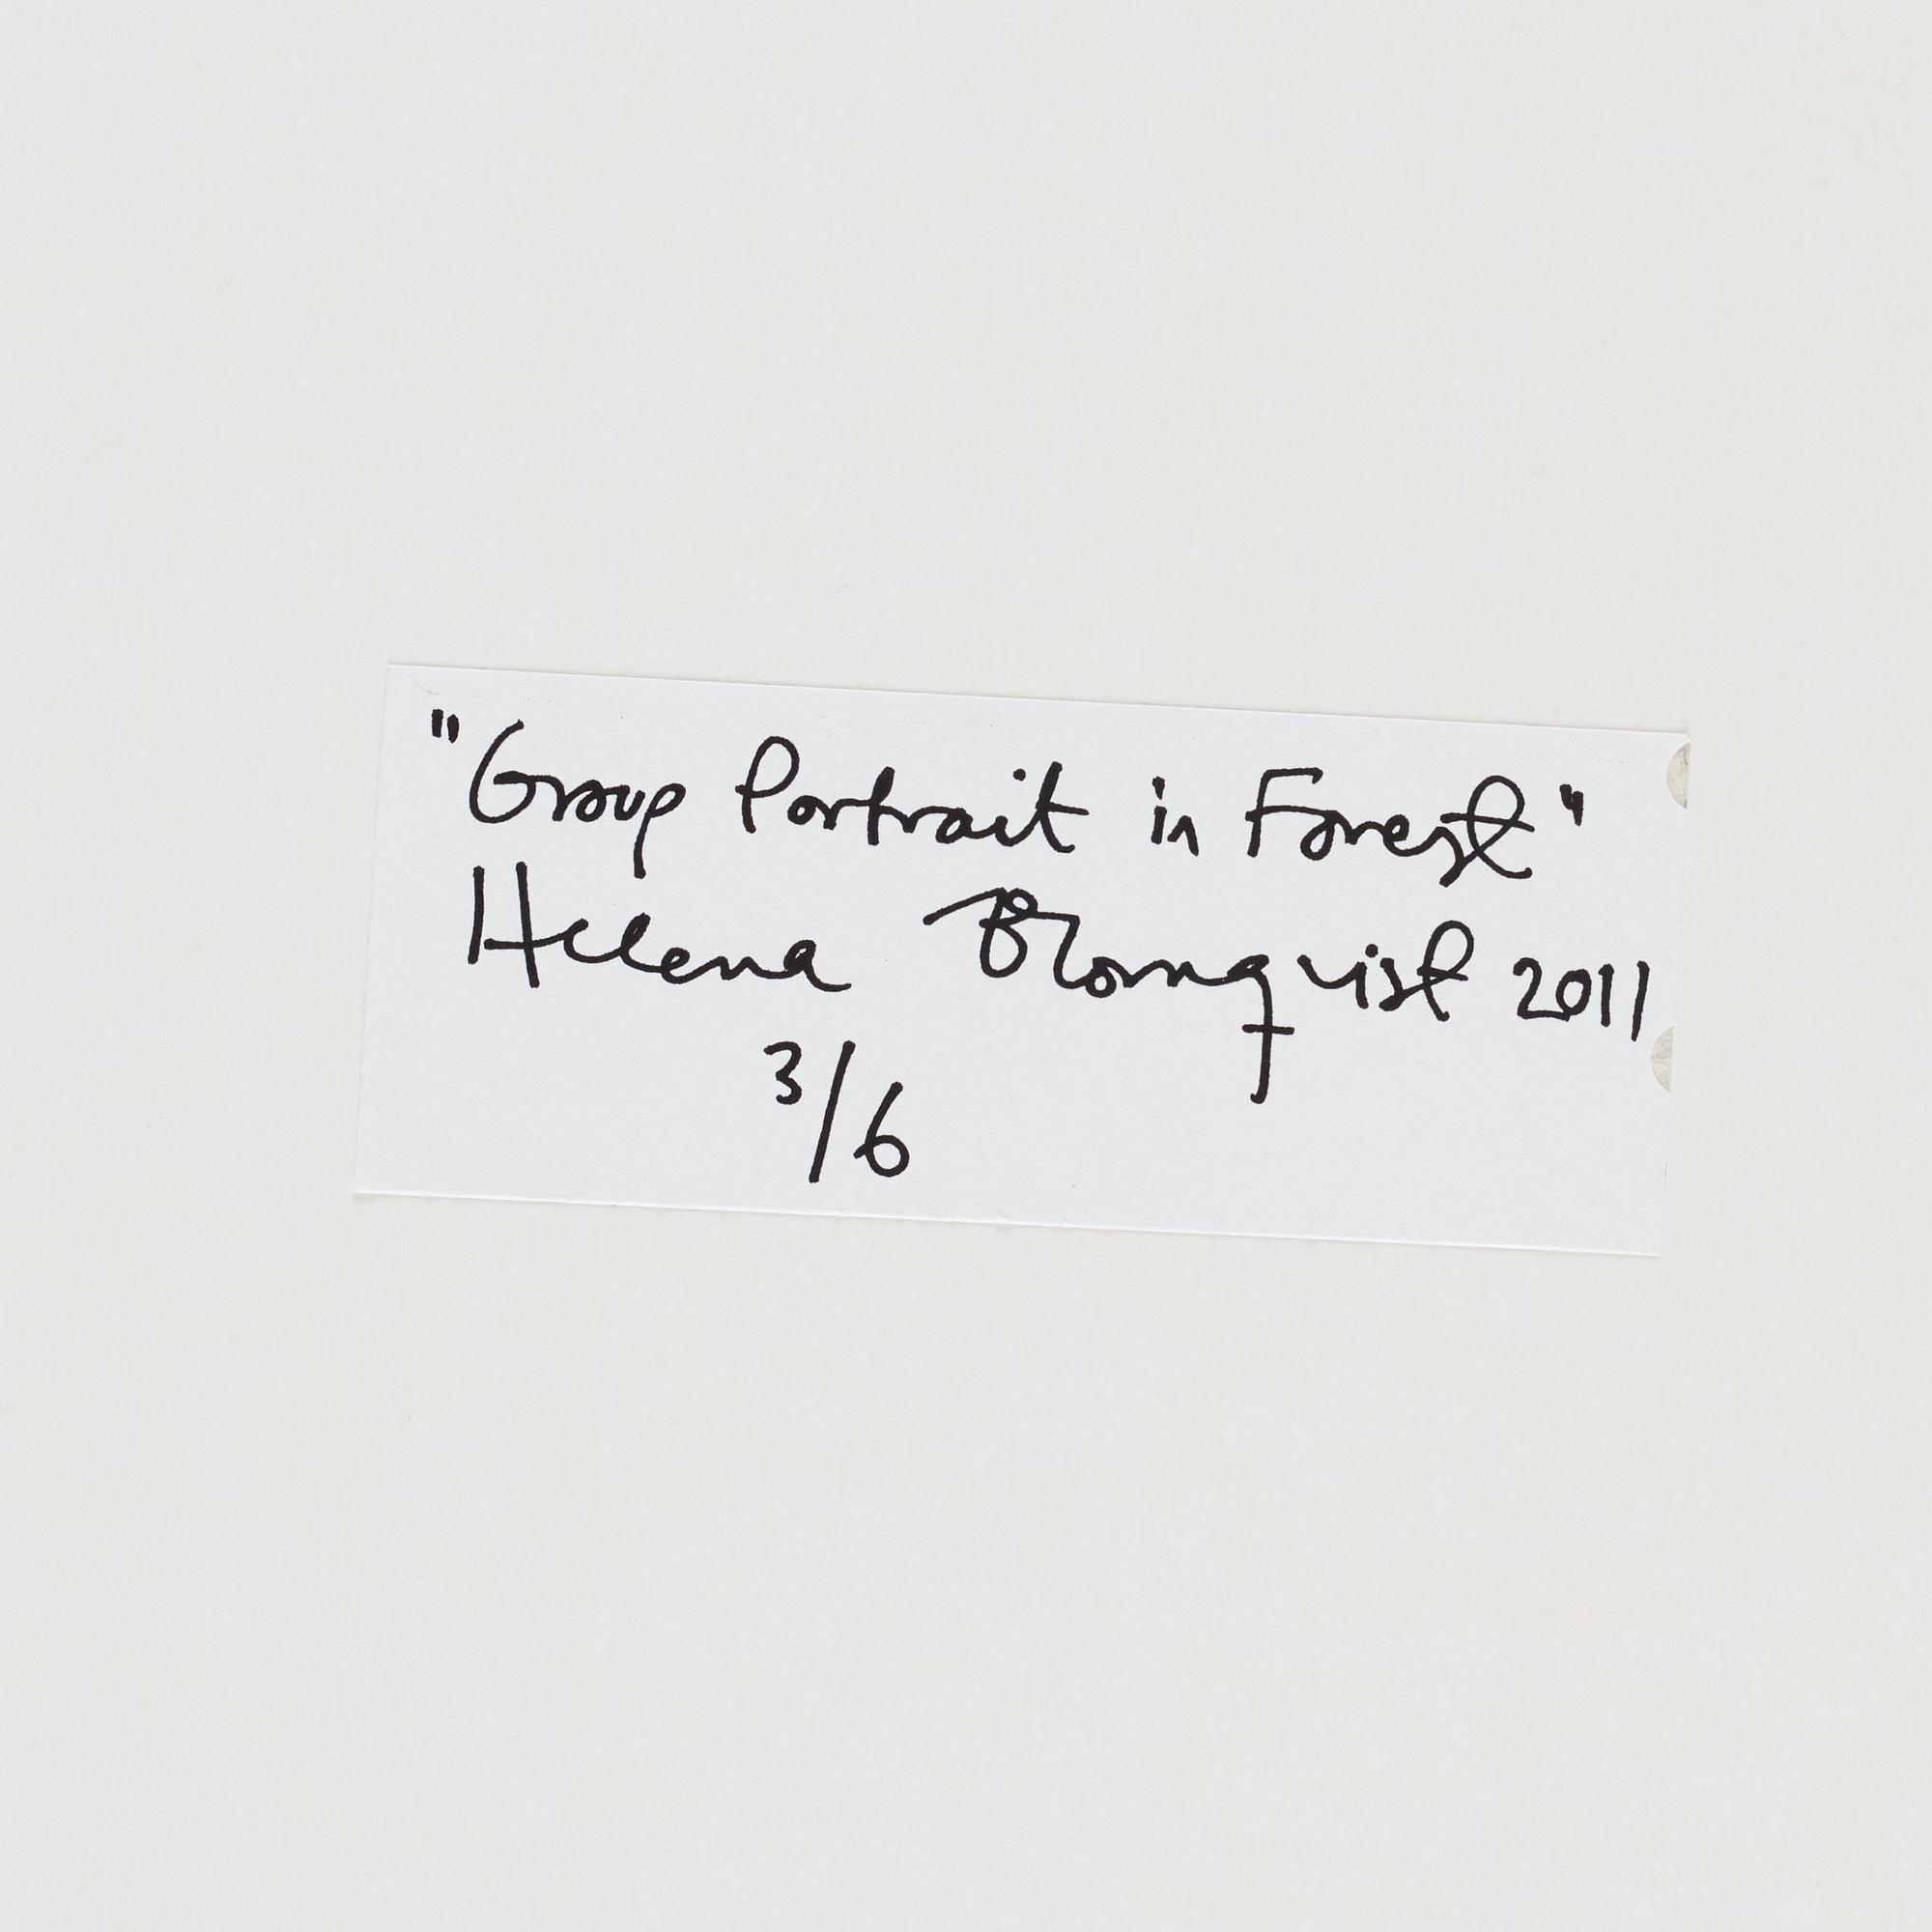 "Group Portrait in Forest"
Helena Blomqvist 2011
3/6